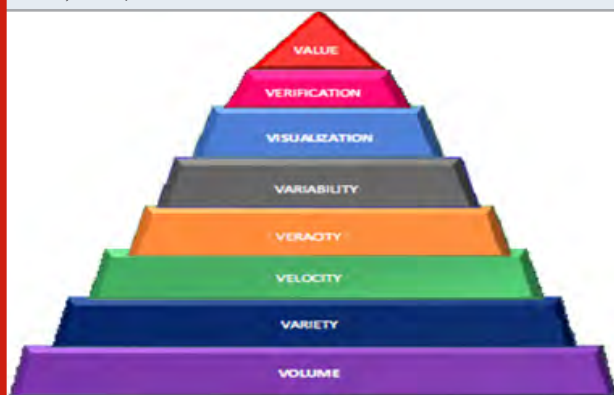 VALUE
VERIFICATION
VISUALIZATION
VARIABILITY
VERACITY
VELOCITY
VARIETY
VOLUME